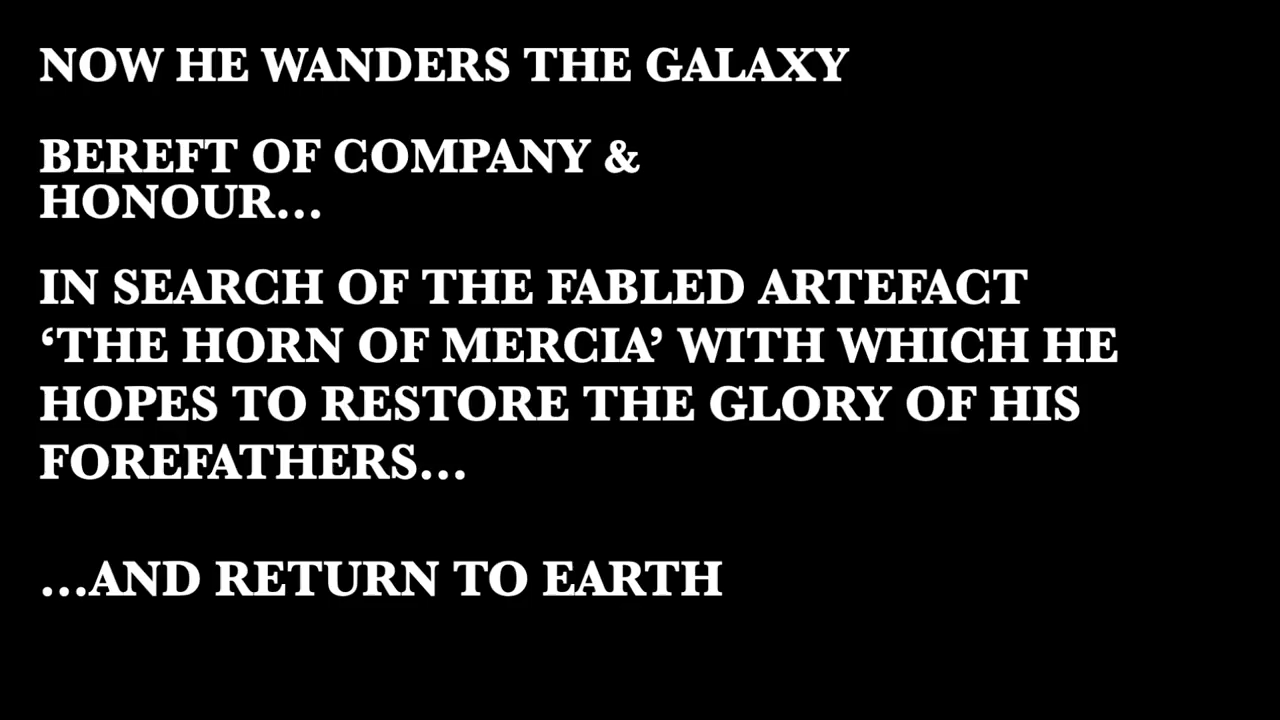 NOW HE WANDERS THE GALAXY
BEREFT OF COMPANY &
HONOUR...
IN SEARCH OF THE FABLED ARTEFACT
‘THE HORN OF MERCIA’ WITH WHICH HE
HOPES TO RESTORE THE GLORY OF HIS
FOREFATHERS...
...AND RETURN TO EARTH